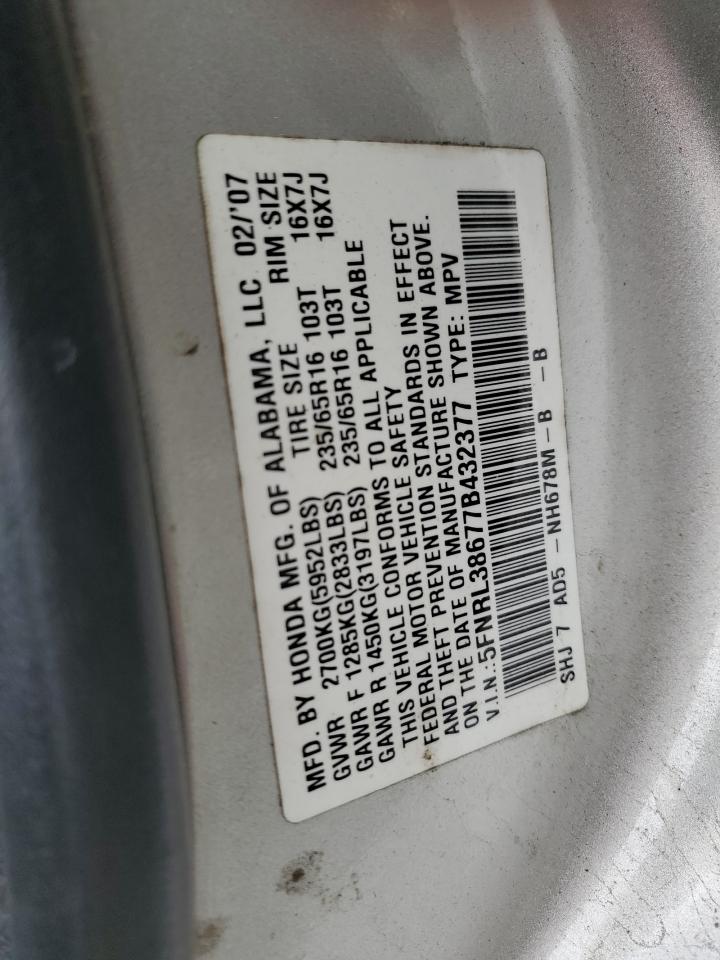 MFD. BY HONDA MFG. OF ALABAMA, LLC 02/'07
GVWR 2700KG(5952LBS) TIRE SIZE RIM SIZE
GAWR F 1285KG(2833LBS) 235/65R16 103T 16X7J
GAWR R 1450KG(3197LBS) 235/65R16 103T 16X7J
THIS VEHICLE CONFORMS TO ALL APPLICABLE
FEDERAL MOTOR VEHICLE SAFETY
AND THEFT PREVENTION STANDARDS IN EFFECT
ON THE DATE OF MANUFACTURE SHOWN ABOVE.
V.I.N.:5FNRL38677B432377 TYPE: MPV
SHJ 7 AD5 - NH678M - B - B